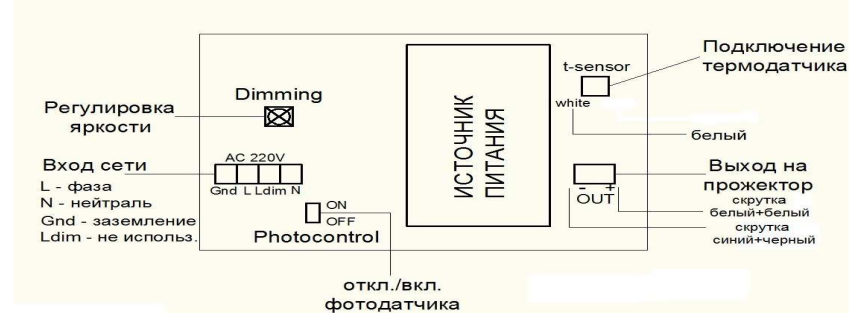 Подключение
термодатчика
t-sensor
white
белый
Dimming
Регулировка
яркости
ИСТОЧНИК
ПИТАНИЯ
Вход сети
L - фаза
N - нейтраль
Gnd - заземление
Ldim - не использ.
AC 220V
Gnd L Ldim N
ON
OFF
Photocontrol
откл./вкл.
фотодатчика
- +
OUT
Выход на
прожектор
скрутка
белый+белый
скрутка
синий+черный